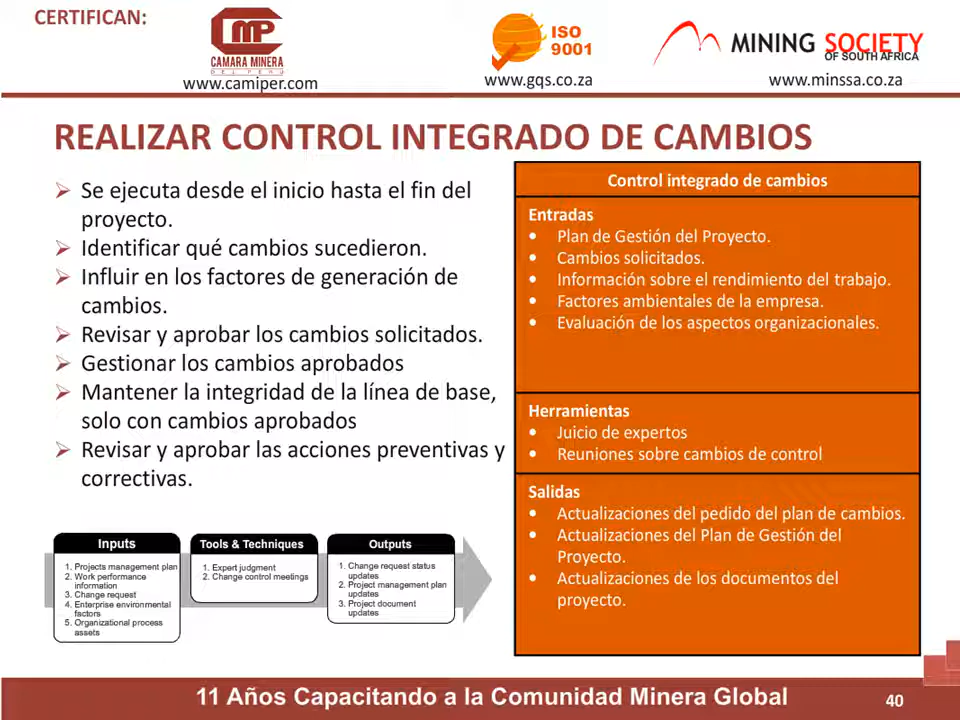 CERTIFICAN:
CMP
CAMARA MINERA
DEL PERU
www.camiper.com
ISO
9001
www.gqs.co.za
MINING SOCIETY
OF SOUTH AFRICA
www.minssa.co.za
REALIZAR CONTROL INTEGRADO DE CAMBIOS
➢ Se ejecuta desde el inicio hasta el fin del
proyecto.
➢ Identificar qué cambios sucedieron.
➢ Influir en los factores de generación de
cambios.
➢ Revisar y aprobar los cambios solicitados.
➢ Gestionar los cambios aprobados
➢ Mantener la integridad de la línea de base,
solo con cambios aprobados
➢ Revisar y aprobar las acciones preventivas y
correctivas.
Control integrado de cambios
Entradas
• Plan de Gestión del Proyecto.
• Cambios solicitados.
• Información sobre el rendimiento del trabajo.
• Factores ambientales de la empresa.
• Evaluación de los aspectos organizacionales.
Herramientas
• Juicio de expertos
• Reuniones sobre cambios de control
Salidas
• Actualizaciones del pedido del plan de cambios.
• Actualizaciones del Plan de Gestión del
Proyecto.
• Actualizaciones de los documentos del
proyecto.
Inputs
1. Projects management plan
2. Work performance
information
3. Change request
4. Enterprise environmental
factors
5. Organizational process
assets
Tools & Techniques
1. Expert judgment
2. Change control meetings
Outputs
1. Change request status
updates
2. Project management plan
updates
3. Project document
updates
11 Años Capacitando a la Comunidad Minera Global
40